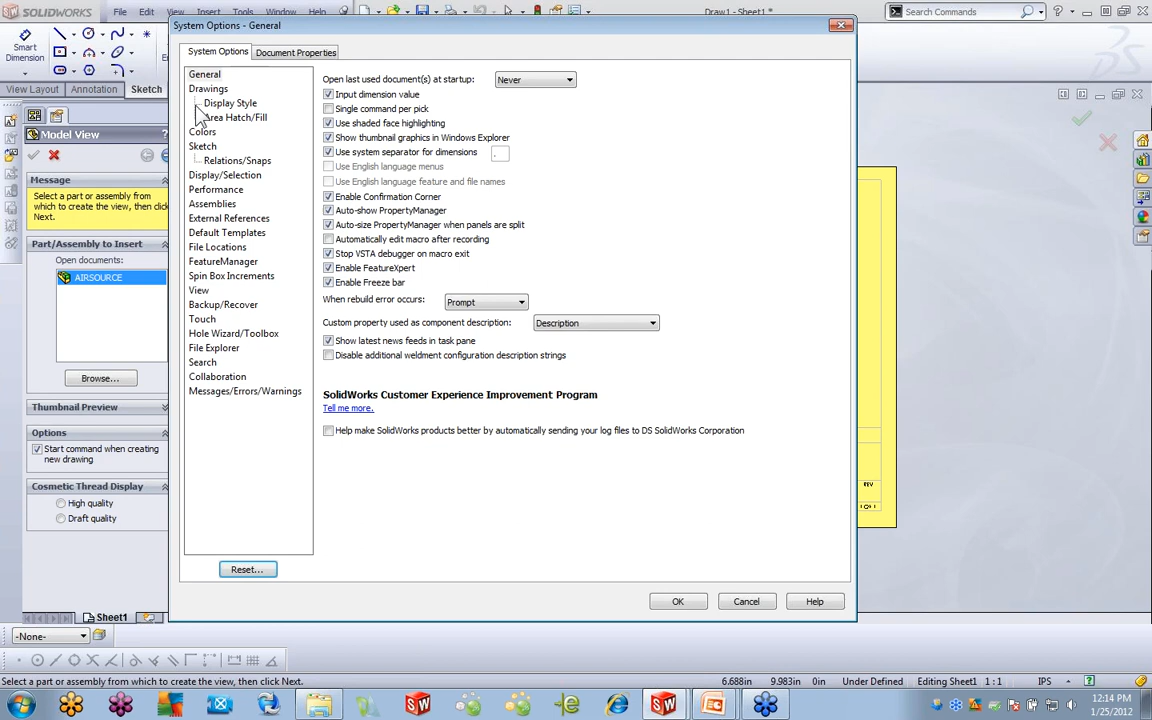 SOLIDWORKS
File
Edit
View
Insert
Tools
Window
Help
Draw1 - Sheet1 *
Search Commands
System Options - General
Smart
Dimension
View Layout
Annotation
Sketch
System Options
Document Properties
Model View
?
Message
Select a part or assembly from
which to create the view, then click
Next.
Part/Assembly to Insert
Open documents:
AIRSOURCE
Browse...
Thumbnail Preview
Options
Start command when creating
new drawing
Cosmetic Thread Display
High quality
Draft quality
General
Drawings
Display Style
Area Hatch/Fill
Colors
Sketch
Relations/Snaps
Display/Selection
Performance
Assemblies
External References
Default Templates
File Locations
FeatureManager
Spin Box Increments
View
Backup/Recover
Touch
Hole Wizard/Toolbox
File Explorer
Search
Collaboration
Messages/Errors/Warnings
Reset...
Open last used document(s) at startup:
Never
Input dimension value
Single command per pick
Use shaded face highlighting
Show thumbnail graphics in Windows Explorer
Use system separator for dimensions
.
Use English language menus
Use English language feature and file names
Enable Confirmation Corner
Auto-show PropertyManager
Auto-size PropertyManager when panels are split
Automatically edit macro after recording
Stop VSTA debugger on macro exit
Enable FeatureXpert
Enable Freeze bar
When rebuild error occurs:
Prompt
Custom property used as component description:
Description
Show latest news feeds in task pane
Disable additional weldment configuration description strings
SolidWorks Customer Experience Improvement Program
Tell me more.
Help make SolidWorks products better by automatically sending your log files to DS SolidWorks Corporation
OK
Cancel
Help
REV
Sheet1
-None-
Select a part or assembly from which to create the view, then click Next.
6.688in
9.983in
0in
Under Defined
Editing Sheet1
1 : 1
IPS
12:14 PM
1/25/2012